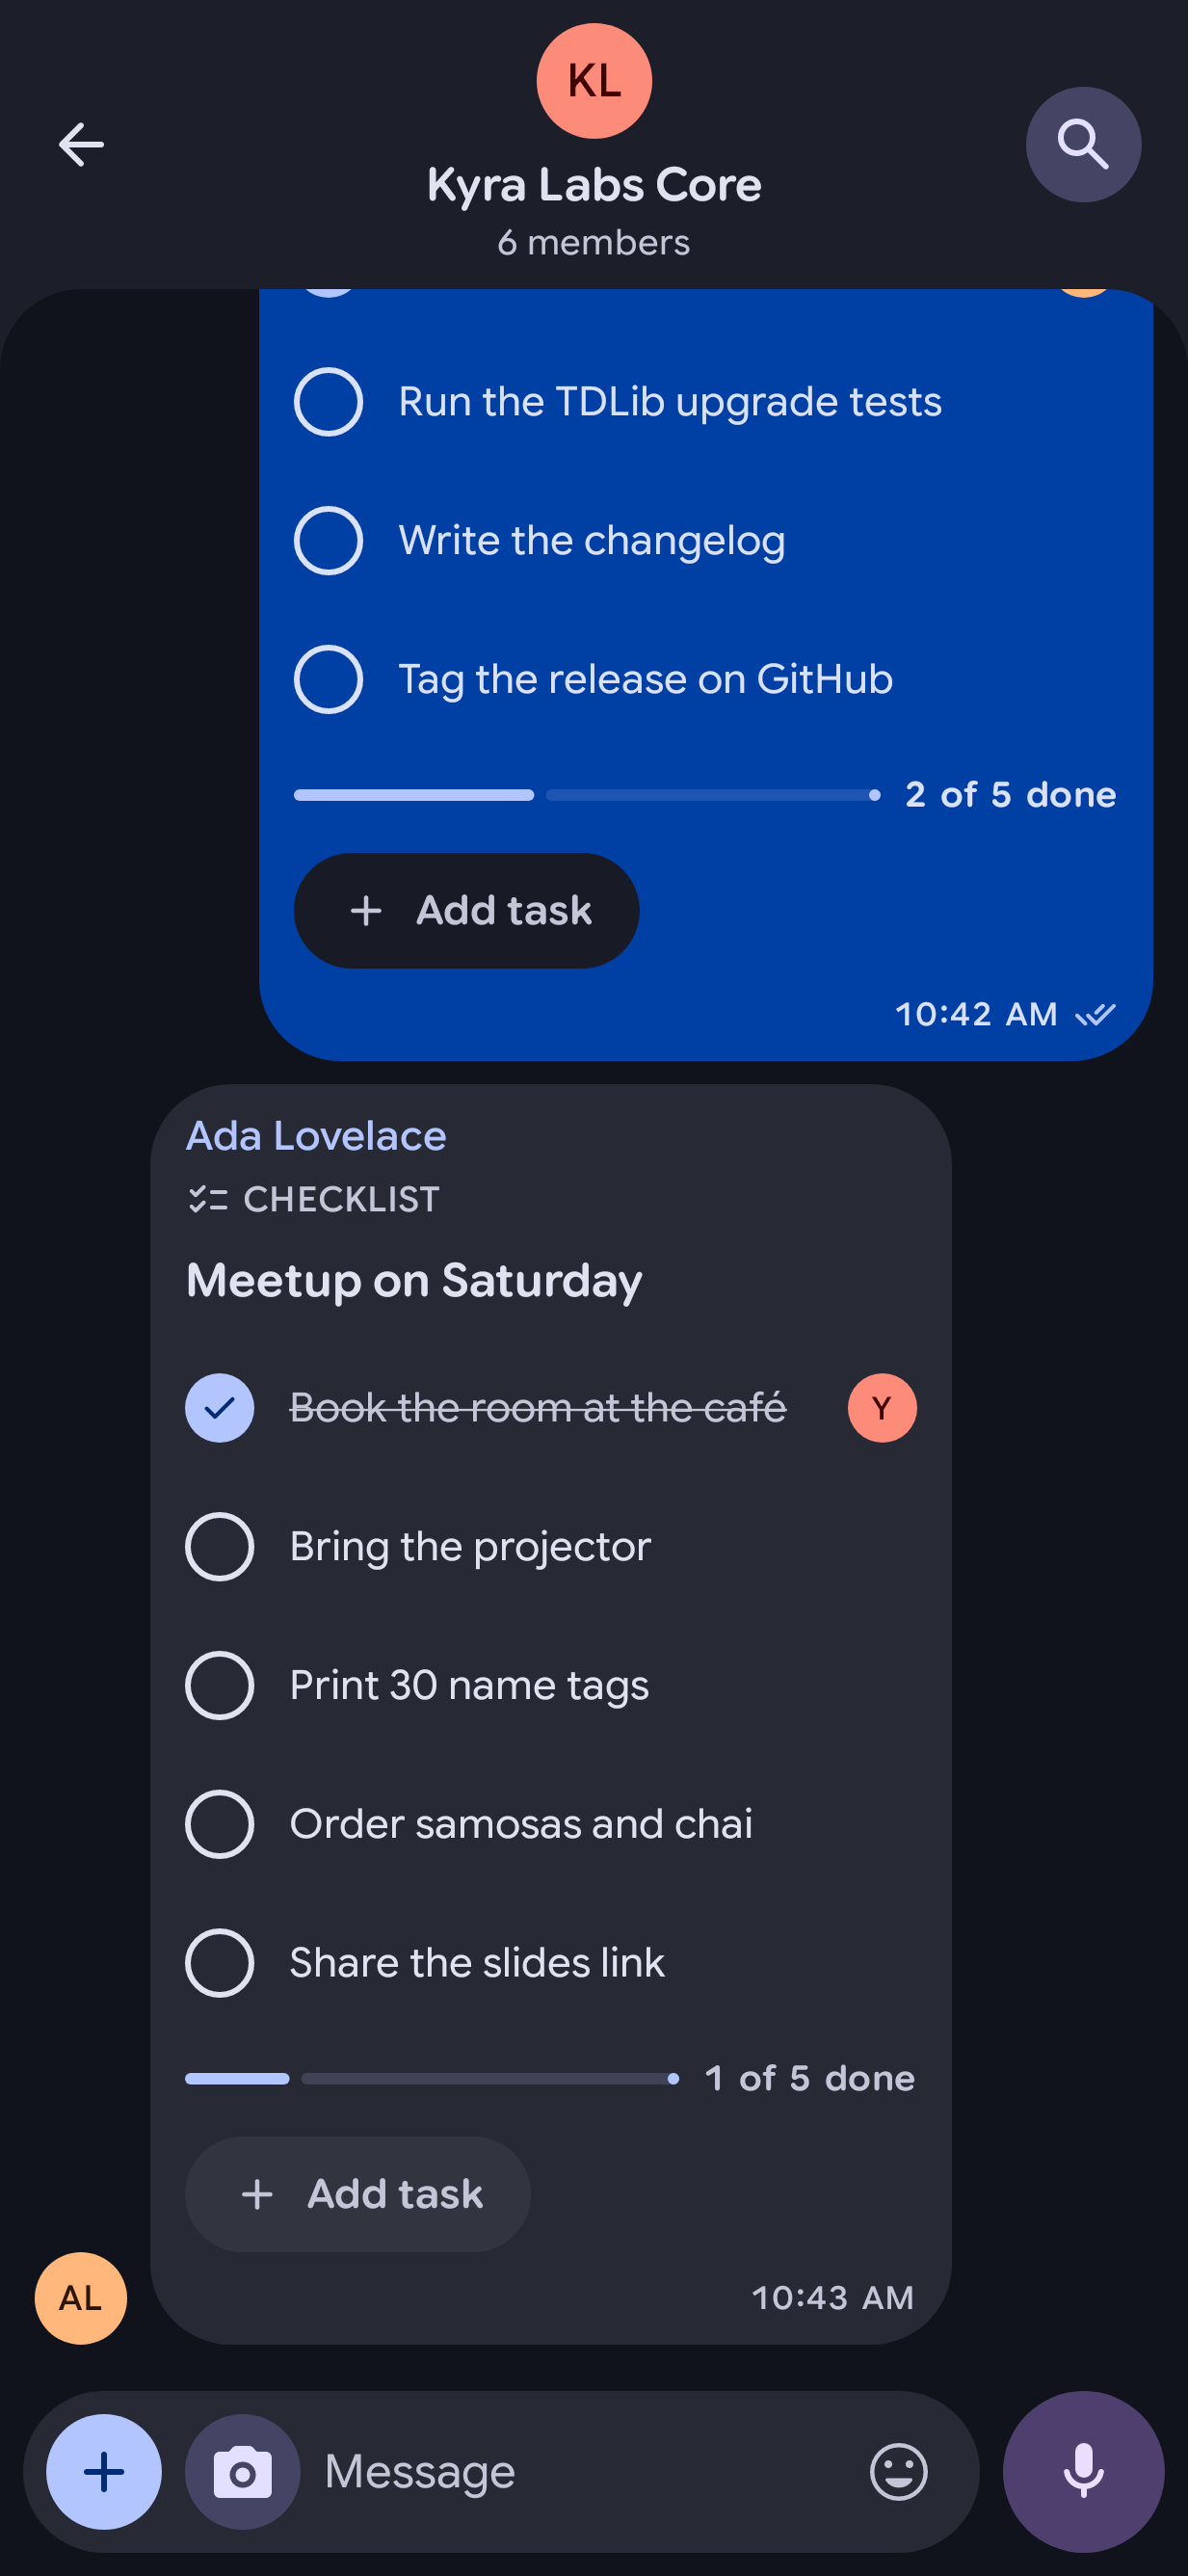 KL
Kyra Labs Core
6 members
Run the TDLib upgrade tests
Write the changelog
Tag the release on GitHub
2 of 5 done
Add task
10:42 AM
Ada Lovelace
CHECKLIST
Meetup on Saturday
Book the room at the café Y
Bring the projector
Print 30 name tags
Order samosas and chai
Share the slides link
1 of 5 done
Add task
AL
10:43 AM
Message